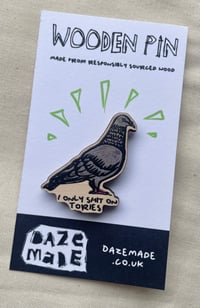 WOODEN PIN
MADE FROM RESPONSIBLY SOURCED WOOD
I ONLY SHIT ON
TORIES
DAZE
MADE
DAZEMADE
.CO.UK